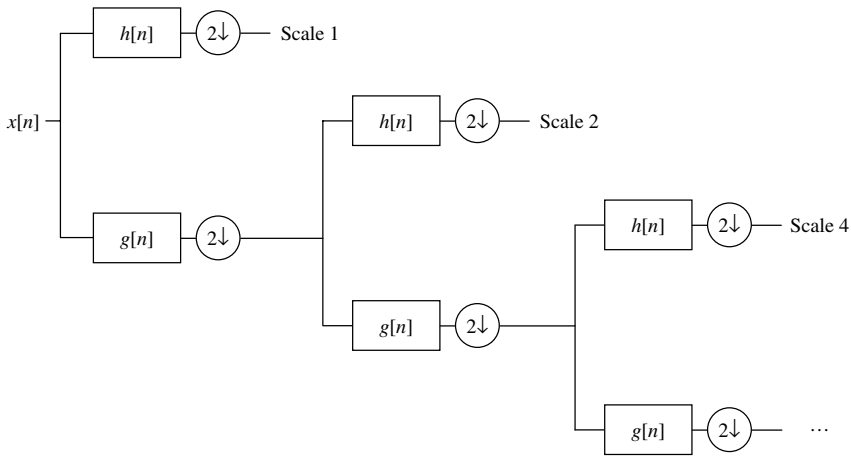 h[n] 2↓ Scale 1
x[n]
h[n] 2↓ Scale 2
g[n] 2↓
h[n] 2↓ Scale 4
g[n] 2↓
g[n] 2↓ ...